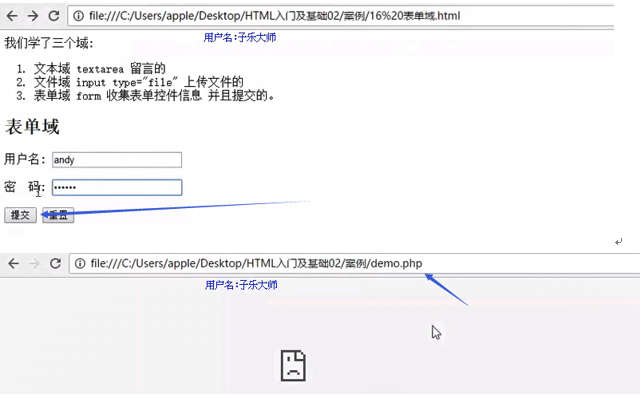 file:///C:/Users/apple/Desktop/HTML入门及基础02/案例/16%20表单域.html
我们学了三个域:
用户名:子乐大师
1. 文本域 textarea 留言的
2. 文件域 input type="file" 上传文件的
3. 表单域 form 收集表单控件信息 并且提交的。
表单域
用户名: andy
密 码: ••••••
提交 重置
file:///C:/Users/apple/Desktop/HTML入门及基础02/案例/demo.php
用户名:子乐大师